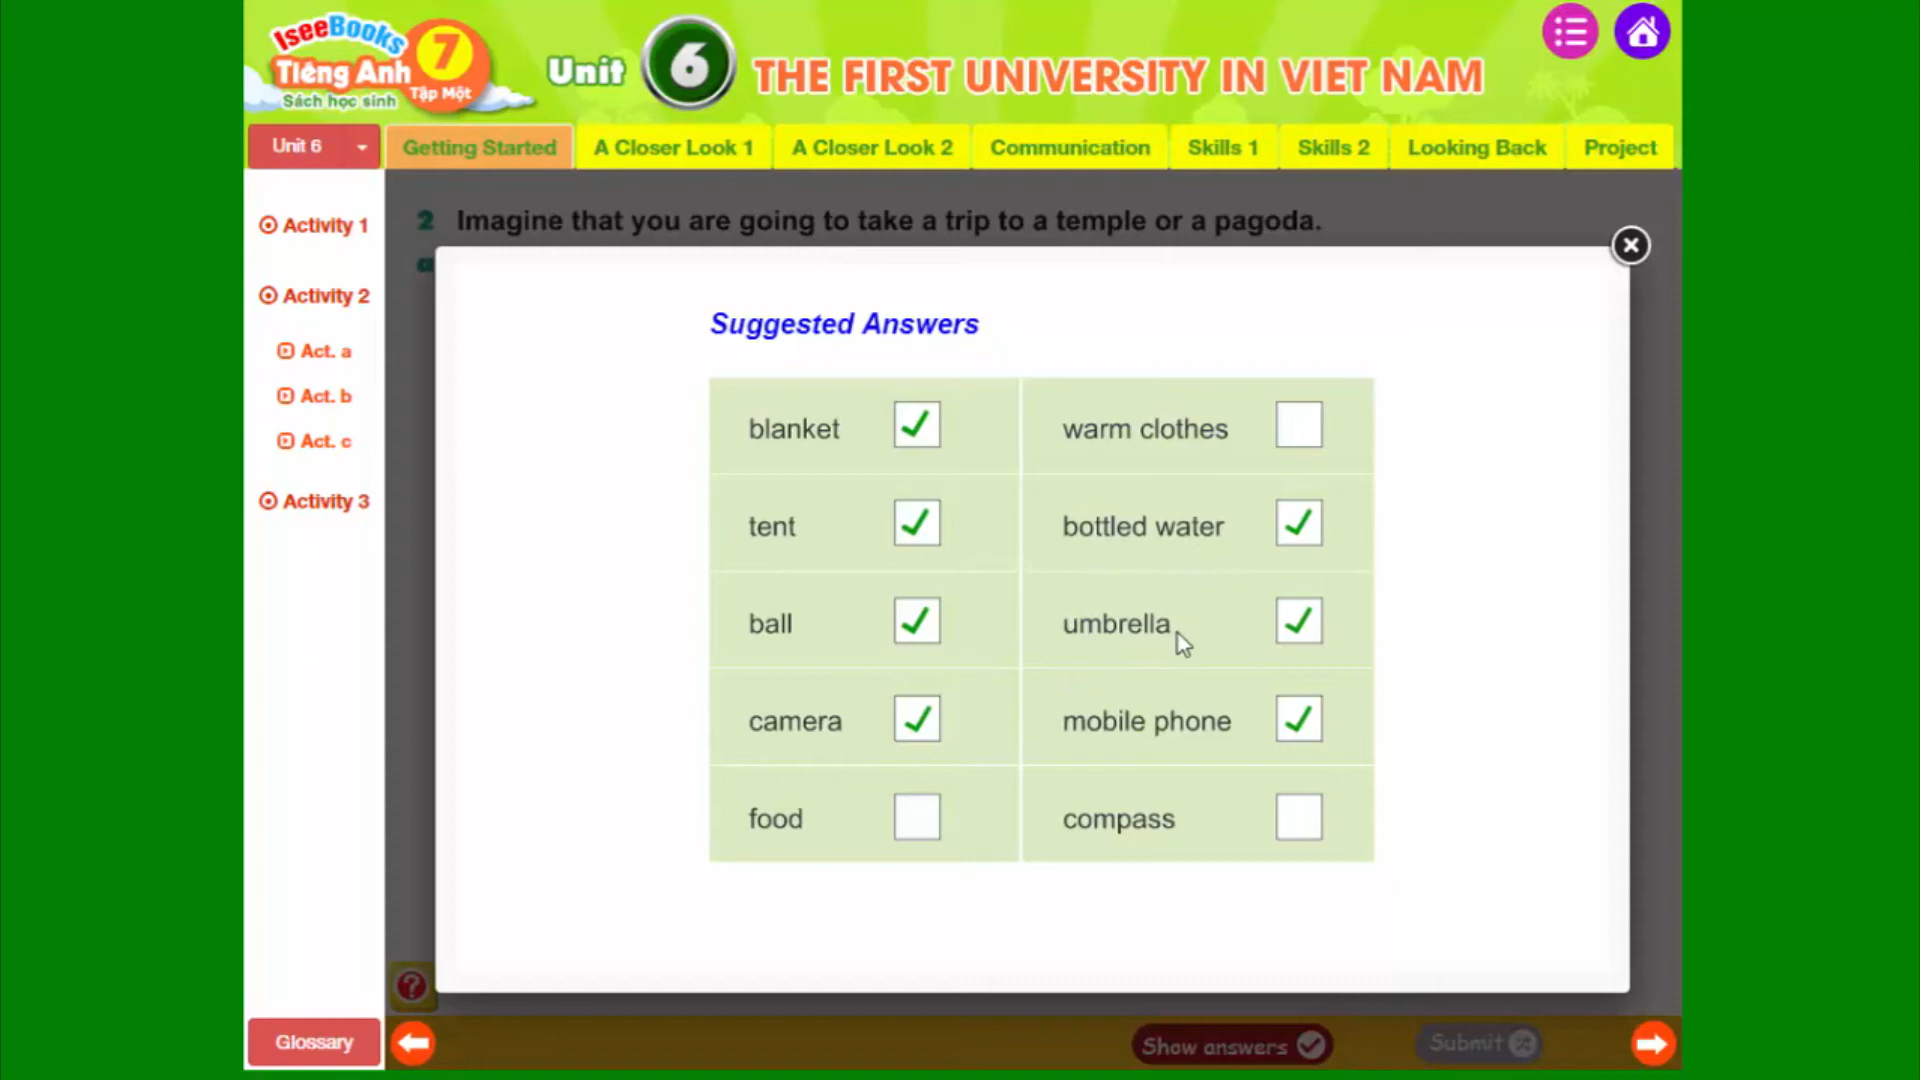 IseeBooks
Tiếng Anh 7
Tập Một
Sách học sinh
Unit 6 THE FIRST UNIVERSITY IN VIET NAM
Unit 6 Getting Started A Closer Look 1 A Closer Look 2 Communication Skills 1 Skills 2 Looking Back Project
Activity 1
Activity 2
Act. a
Act. b
Act. c
Activity 3
2 Imagine that you are going to take a trip to a temple or a pagoda.
a
Suggested Answers
blanket ✓ warm clothes
tent ✓ bottled water ✓
ball ✓ umbrella ✓
camera ✓ mobile phone ✓
food compass
?
Glossary Show answers Submit